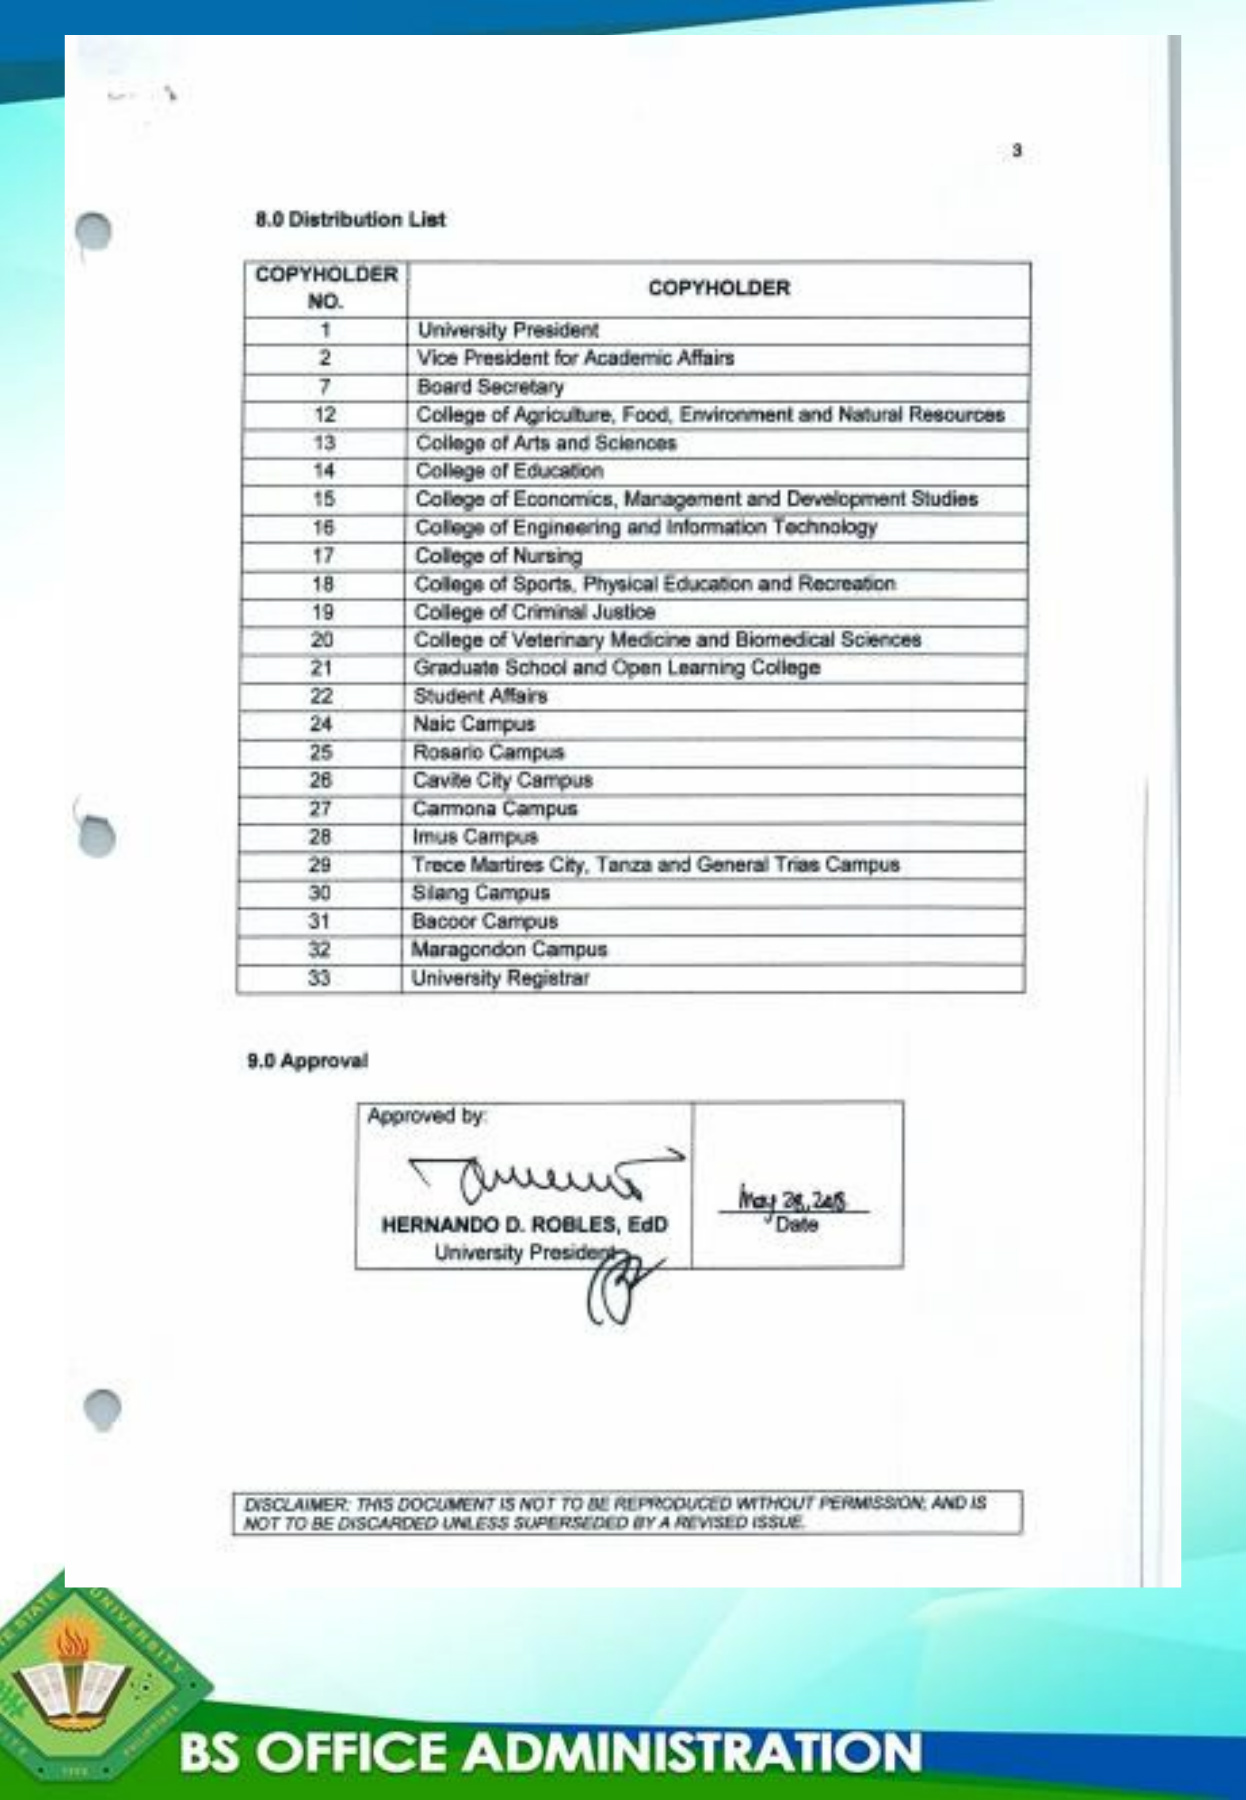 3
8.0 Distribution List
COPYHOLDER NO. COPYHOLDER
1 University President
2 Vice President for Academic Affairs
7 Board Secretary
12 College of Agriculture, Food, Environment and Natural Resources
13 College of Arts and Sciences
14 College of Education
15 College of Economics, Management and Development Studies
16 College of Engineering and Information Technology
17 College of Nursing
18 College of Sports, Physical Education and Recreation
19 College of Criminal Justice
20 College of Veterinary Medicine and Biomedical Sciences
21 Graduate School and Open Learning College
22 Student Affairs
24 Naic Campus
25 Rosario Campus
26 Cavite City Campus
27 Carmona Campus
28 Imus Campus
29 Trece Martires City, Tanza and General Trias Campus
30 Silang Campus
31 Bacoor Campus
32 Maragondon Campus
33 University Registrar
9.0 Approval
Approved by:
May 28, 2018
HERNANDO D. ROBLES, EdD
Date
University President
DISCLAIMER: THIS DOCUMENT IS NOT TO BE REPRODUCED WITHOUT PERMISSION; AND IS
NOT TO BE DISCARDED UNLESS SUPERSEDED BY A REVISED ISSUE.
STATE UNIVERSITY
PHILIPPINES
BS OFFICE ADMINISTRATION